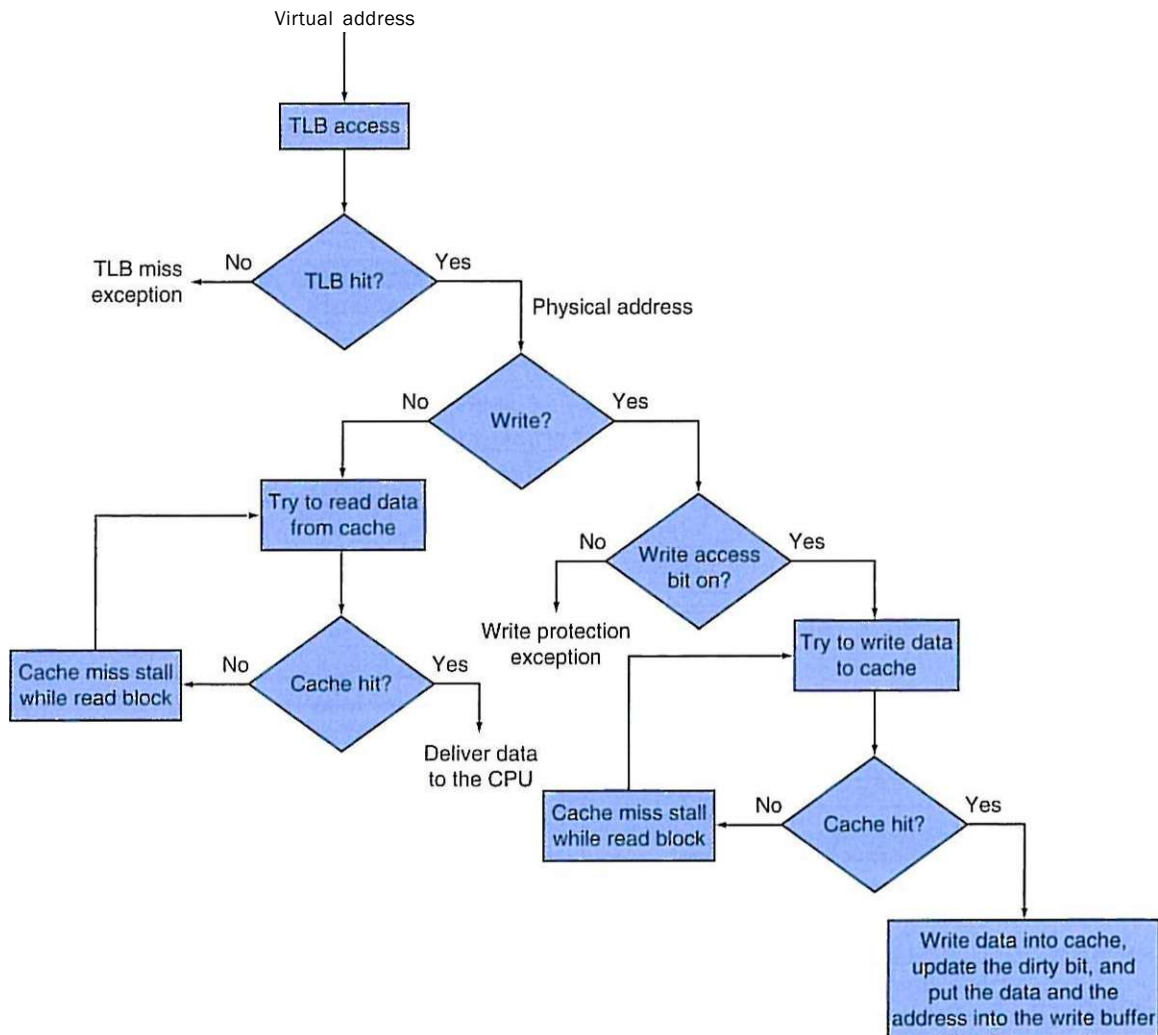 Virtual address
TLB access
TLB hit?
No
Yes
TLB miss
exception
Physical address
Write?
No
Yes
Try to read data
from cache
Write access
bit on?
No
Yes
Write protection
exception
Try to write data
to cache
Cache hit?
No
Yes
Cache miss stall
while read block
Deliver data
to the CPU
Cache hit?
No
Yes
Cache miss stall
while read block
Write data into cache,
update the dirty bit, and
put the data and the
address into the write buffer